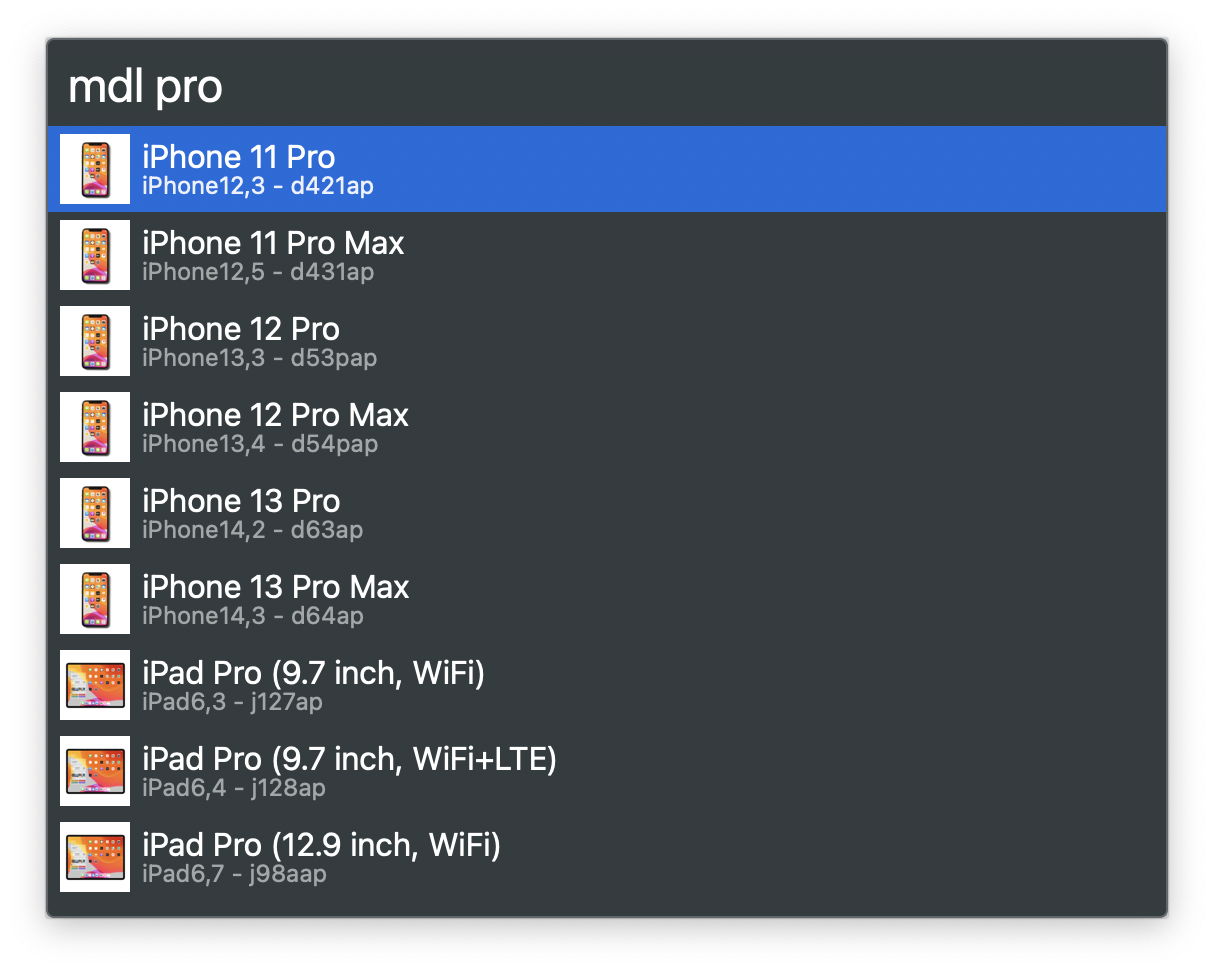 mdl pro
iPhone 11 Pro
iPhone12,3 - d421ap
iPhone 11 Pro Max
iPhone12,5 - d431ap
iPhone 12 Pro
iPhone13,3 - d53pap
iPhone 12 Pro Max
iPhone13,4 - d54pap
iPhone 13 Pro
iPhone14,2 - d63ap
iPhone 13 Pro Max
iPhone14,3 - d64ap
iPad Pro (9.7 inch, WiFi)
iPad6,3 - j127ap
iPad Pro (9.7 inch, WiFi+LTE)
iPad6,4 - j128ap
iPad Pro (12.9 inch, WiFi)
iPad6,7 - j98aap